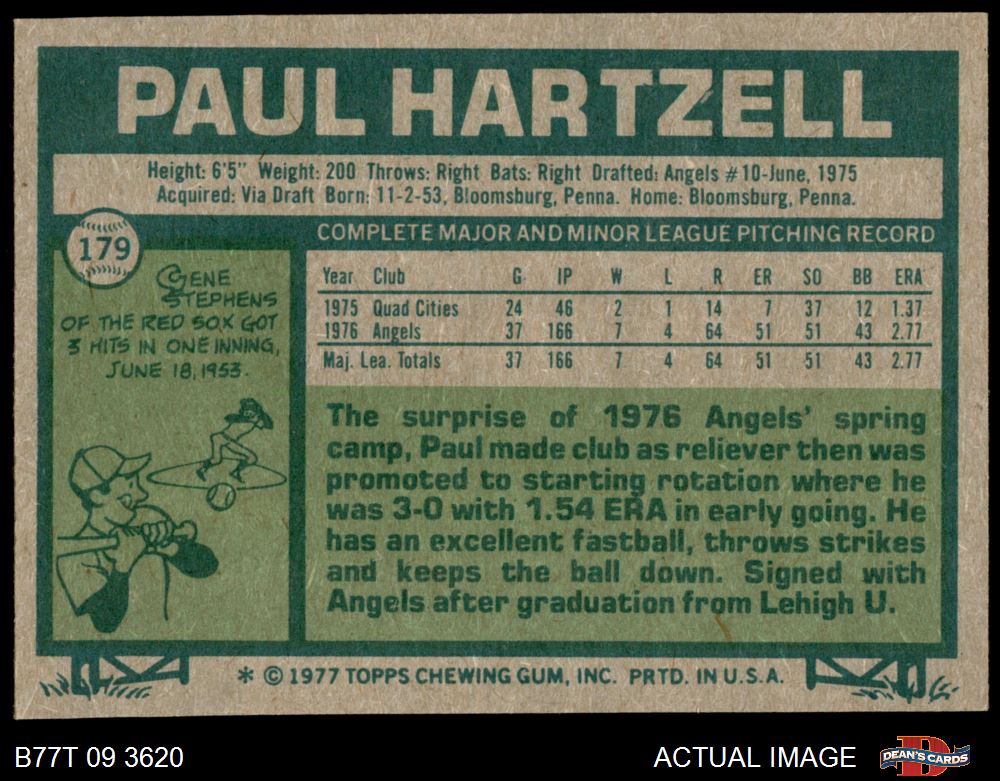 PAUL HARTZELL
Height: 6'5" Weight: 200 Throws: Right Bats: Right Drafted: Angels #10-June, 1975
Acquired: Via Draft Born: 11-2-53, Bloomsburg, Penna. Home: Bloomsburg, Penna.
179
GENE
STEPHENS
OF THE RED SOX GOT
3 HITS IN ONE INNING,
JUNE 18, 1953.
COMPLETE MAJOR AND MINOR LEAGUE PITCHING RECORD
Year Club G IP W L R ER SO BB ERA
1975 Quad Cities 24 46 2 1 14 7 37 12 1.37
1976 Angels 37 166 7 4 64 51 51 43 2.77
Maj. Lea. Totals 37 166 7 4 64 51 51 43 2.77
The surprise of 1976 Angels' spring
camp, Paul made club as reliever then was
promoted to starting rotation where he
was 3-0 with 1.54 ERA in early going. He
has an excellent fastball, throws strikes
and keeps the ball down. Signed with
Angels after graduation from Lehigh U.
* © 1977 TOPPS CHEWING GUM, INC. PRTD. IN U.S.A.
B77T 09 3620
ACTUAL IMAGE
DEAN'S CARDS